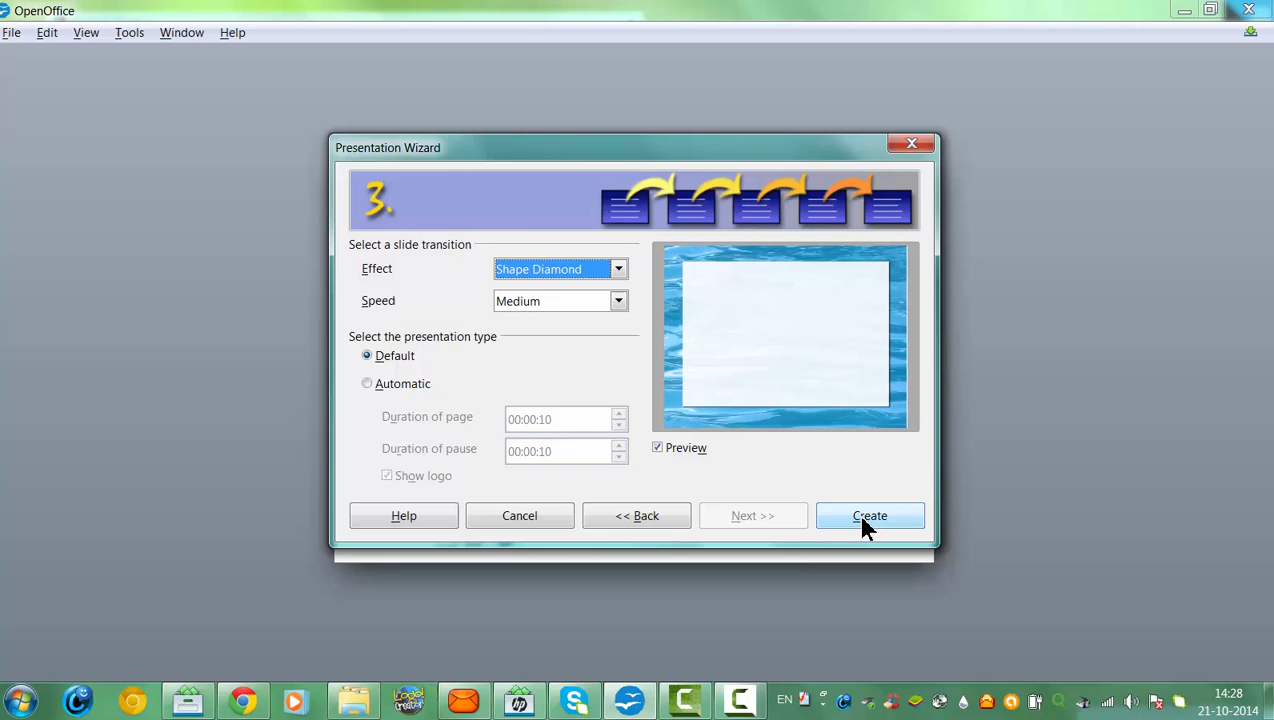 OpenOffice
File Edit View Tools Window Help
Presentation Wizard
3.
Select a slide transition
Effect Shape Diamond
Speed Medium
Select the presentation type
Default
Automatic
Duration of page 00:00:10
Duration of pause 00:00:10
Show logo
Preview
Help Cancel << Back Next >> Create
EN 14:28
21-10-2014